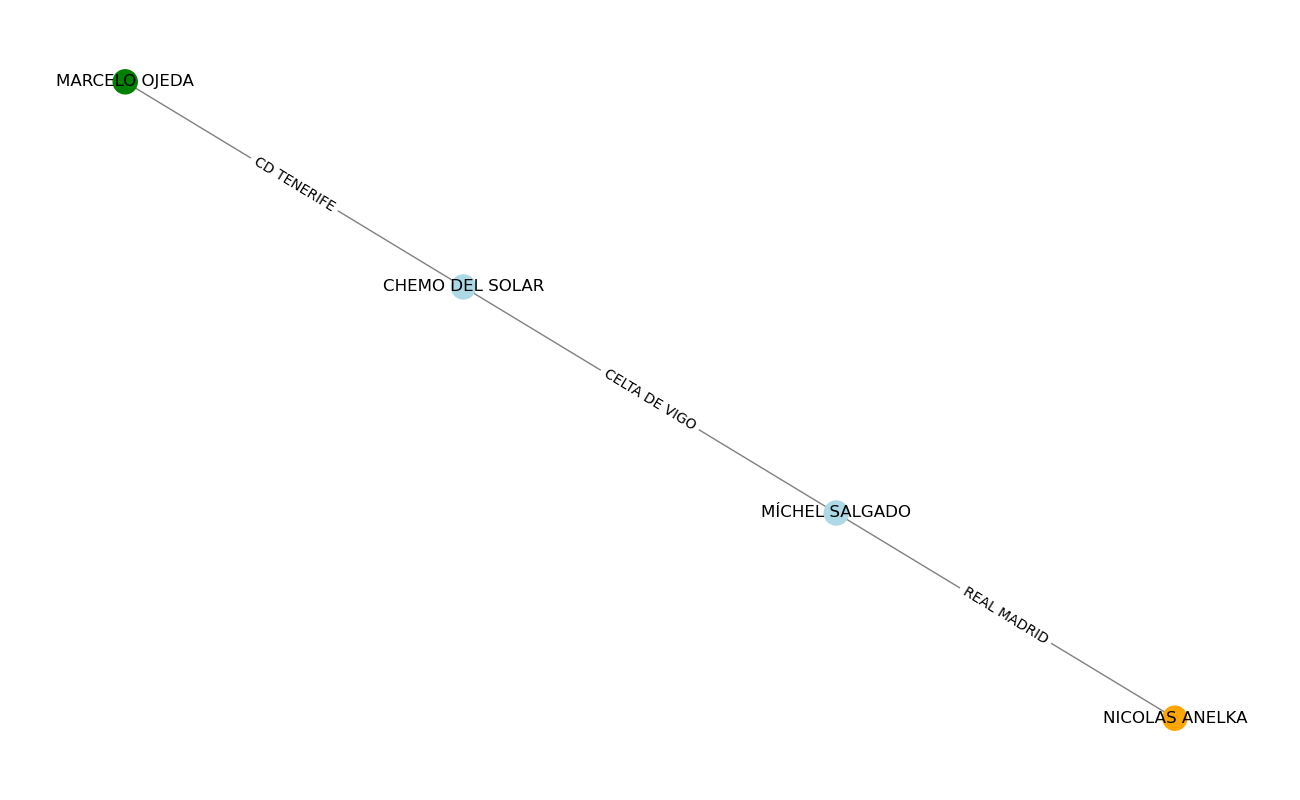 MARCELO OJEDA
CD TENERIFE
CHEMO DEL SOLAR
CELTA DE VIGO
MÍCHEL SALGADO
REAL MADRID
NICOLAS ANELKA